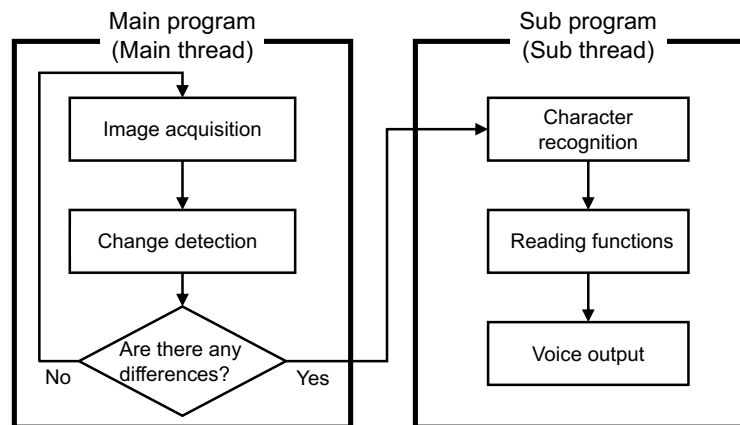 Main program
(Main thread)
Image acquisition
Change detection
Are there any
differences?
No
Yes
Sub program
(Sub thread)
Character
recognition
Reading functions
Voice output